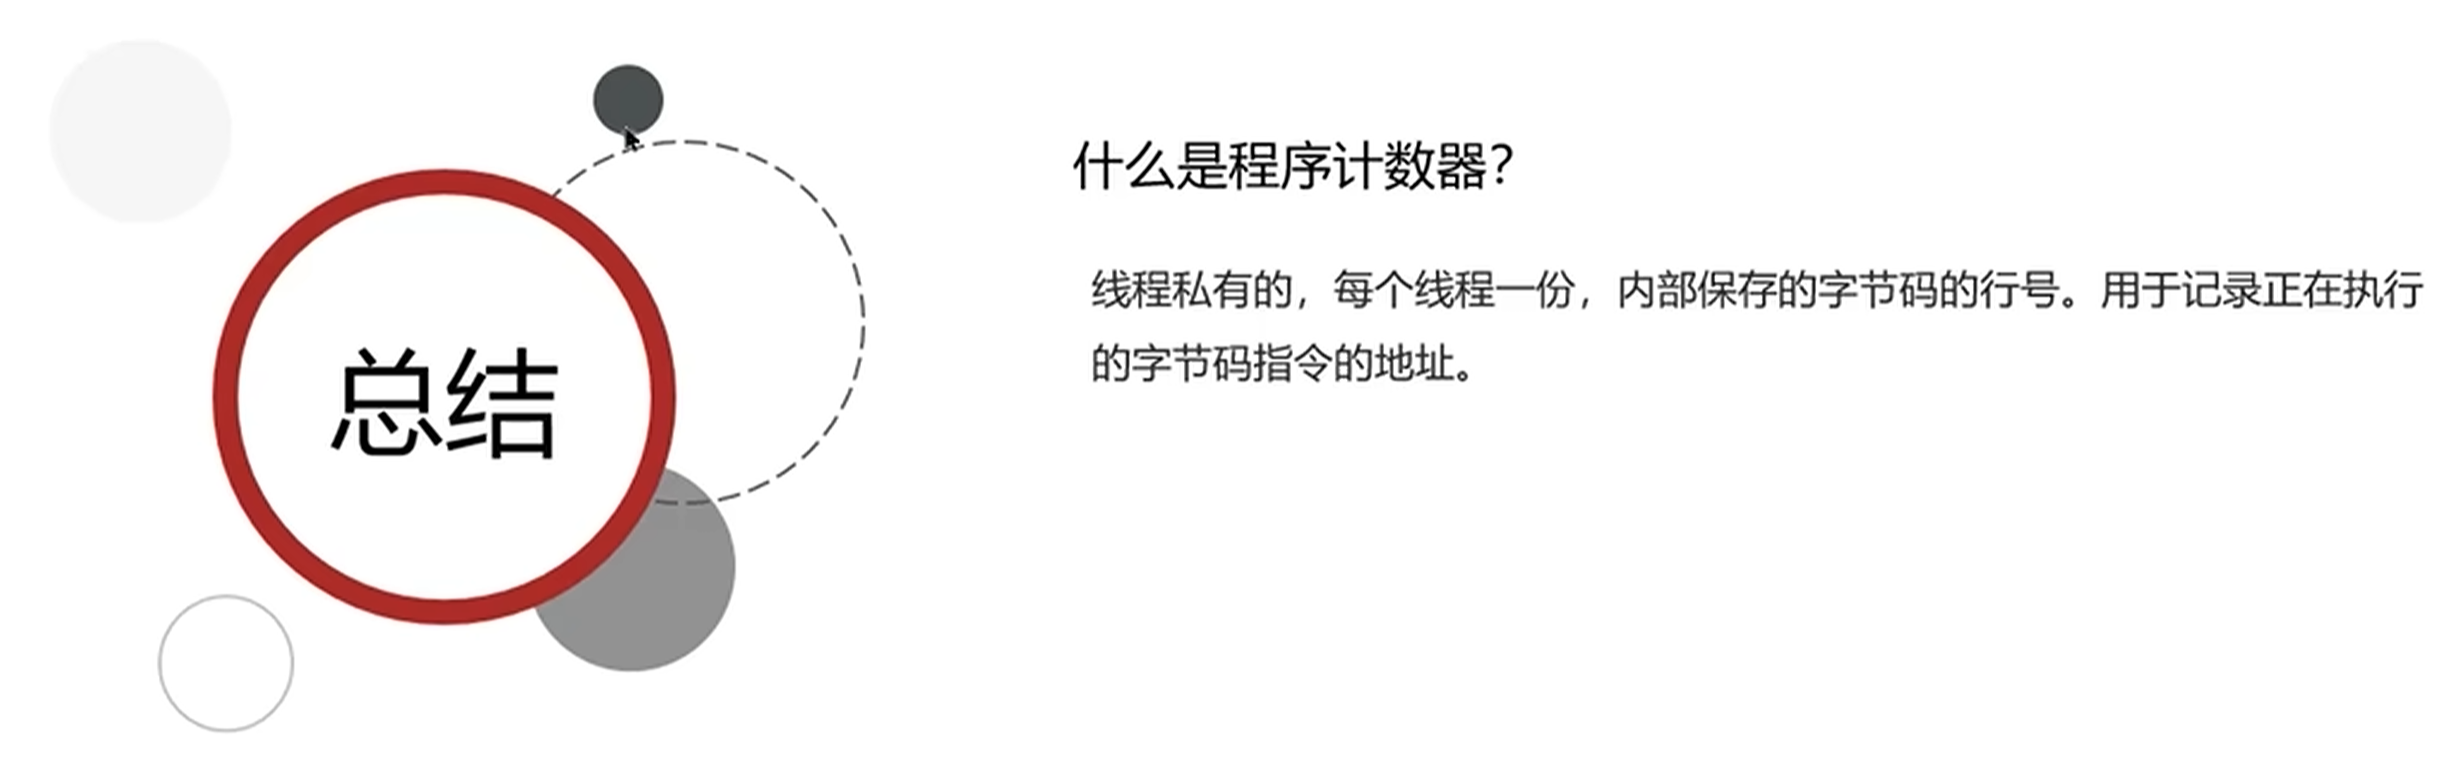 总结
什么是程序计数器？
线程私有的，每个线程一份，内部保存的字节码的行号。用于记录正在执行
的字节码指令的地址。